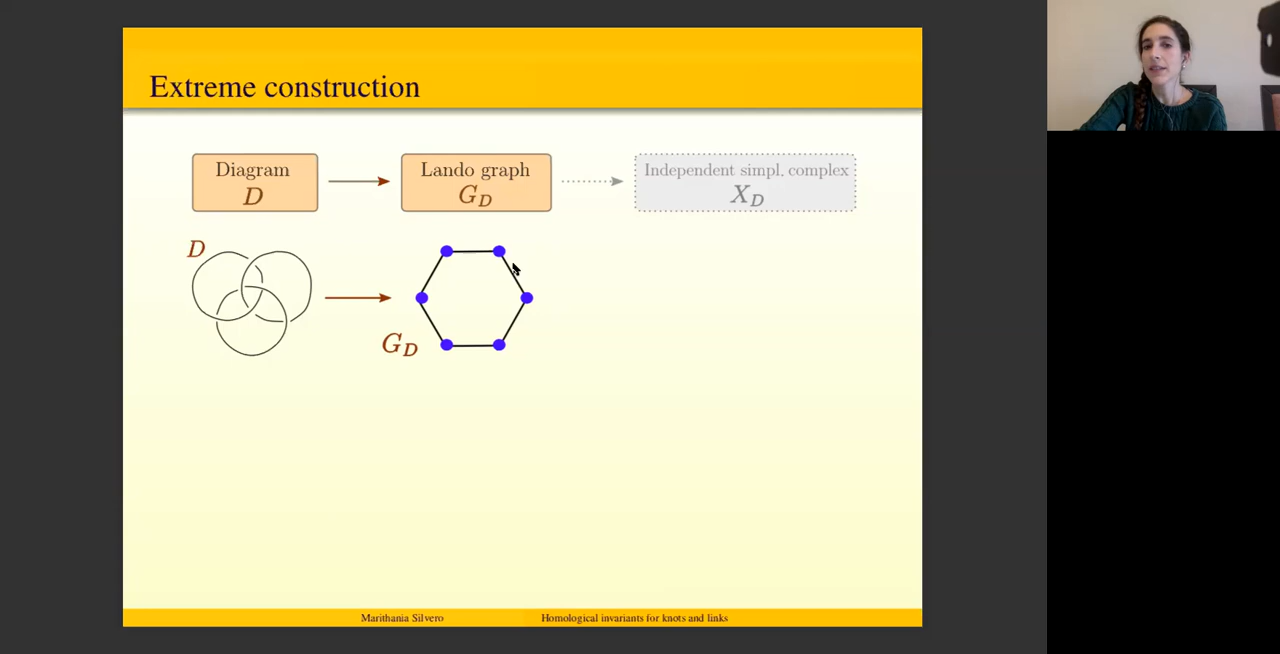 Extreme construction
Diagram
D
Lando graph
G_D
Independent simpl. complex
X_D
D
G_D
Marithania Silvero
Homological invariants for knots and links